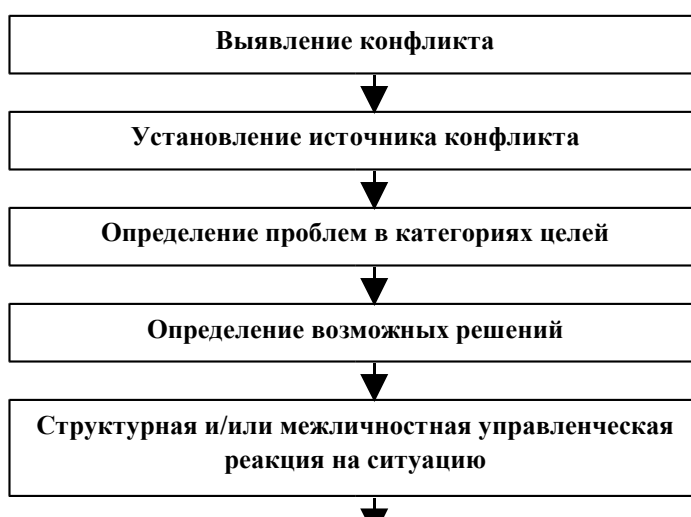 Выявление конфликта
Установление источника конфликта
Определение проблем в категориях целей
Определение возможных решений
Структурная и/или межличностная управленческая
реакция на ситуацию